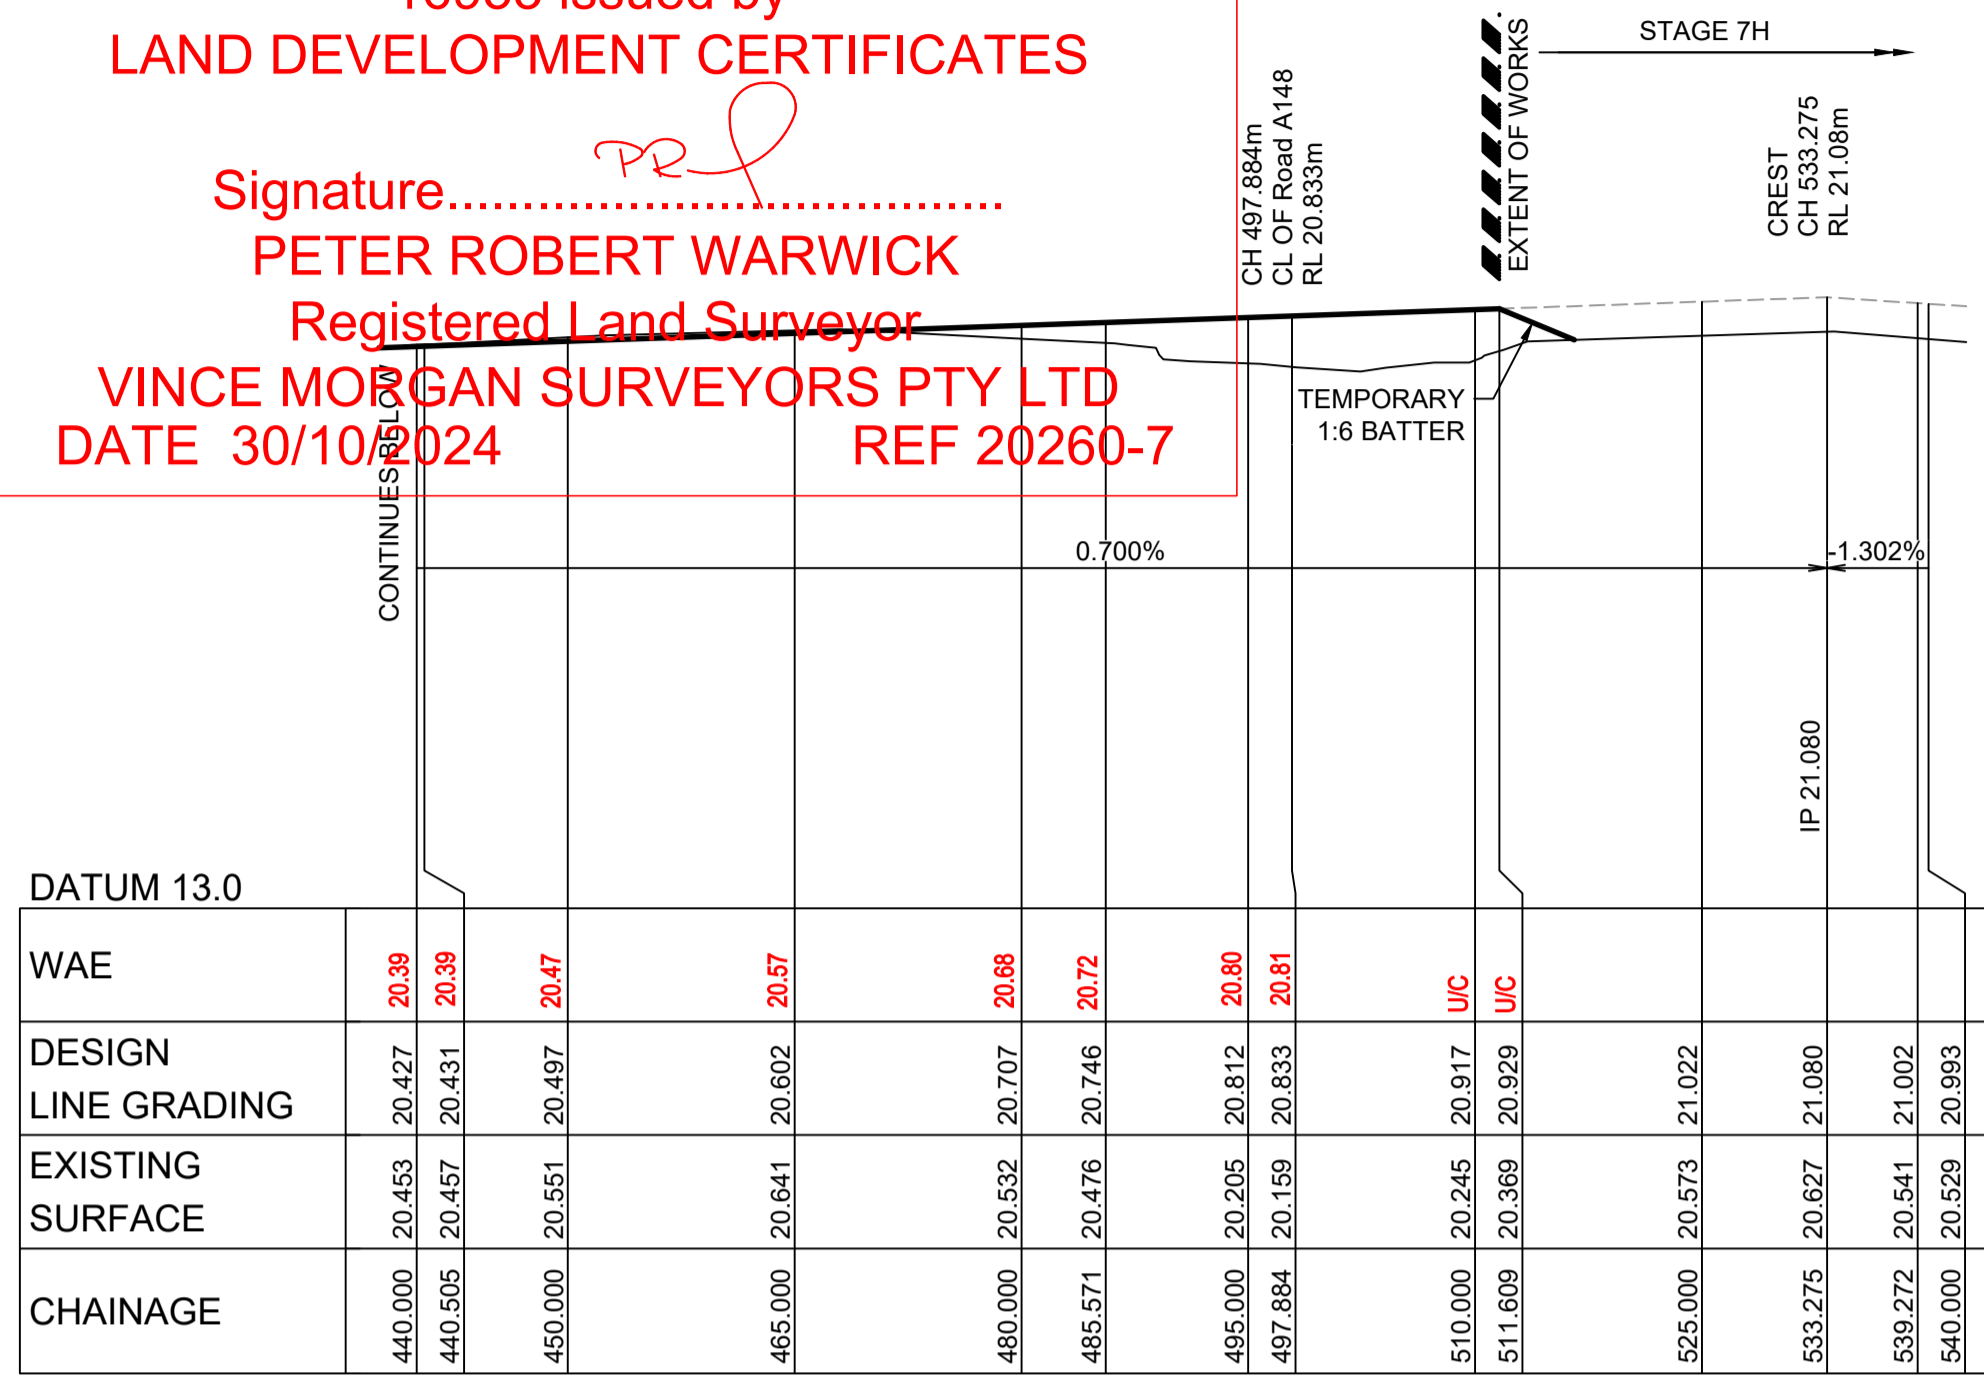 issued by
LAND DEVELOPMENT CERTIFICATES
Signature
PETER ROBERT WARWICK
Registered Land Surveyor
VINCE MORGAN SURVEYORS PTY LTD
DATE 30/10/2024 REF 20260-7
CONTINUES BELOW
CH 497.884m
CL OF Road A148
RL 20.833m
EXTENT OF WORKS
STAGE 7H
CREST
CH 533.275
RL 21.08m
TEMPORARY
1:6 BATTER
0.700%
-1.302%
IP 21.080
DATUM 13.0
WAE 20.39 20.39 20.47 20.57 20.68 20.72 20.80 20.81 U/C U/C
DESIGN
LINE GRADING 20.427 20.431 20.497 20.602 20.707 20.746 20.812 20.833 20.917 20.929 21.022 21.080 21.002 20.993
EXISTING
SURFACE 20.453 20.457 20.551 20.641 20.532 20.476 20.205 20.159 20.245 20.369 20.573 20.627 20.541 20.529
CHAINAGE 440.000 440.505 450.000 465.000 480.000 485.571 495.000 497.884 510.000 511.609 525.000 533.275 539.272 540.000